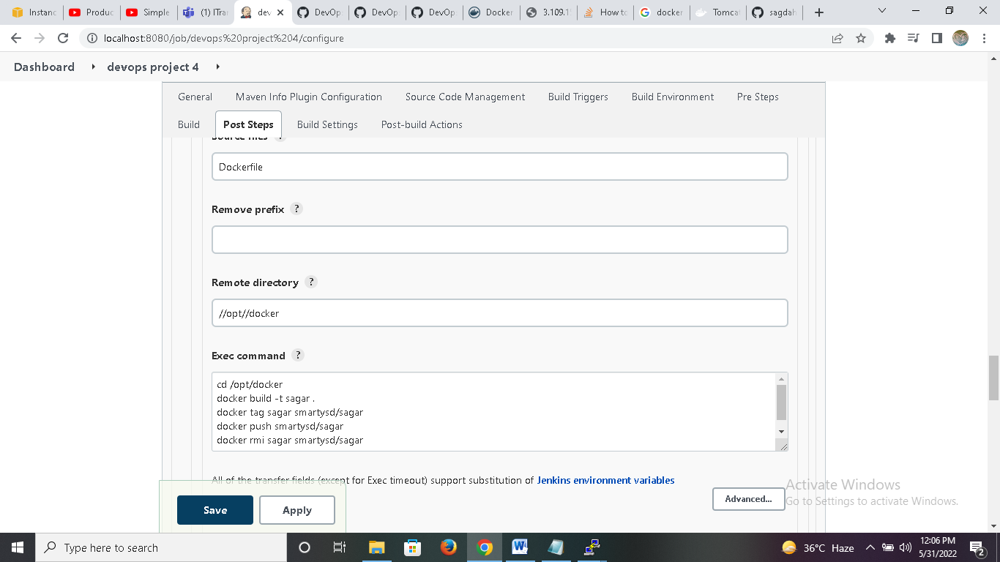 Instanc
Produc
Simple
(1) ITra
dev
DevOp
DevOp
DevOp
Docker
3.109.1
How to
docker
Tomca
sagdah
localhost:8080/job/devops%20project%204/configure
Dashboard
devops project 4
General
Maven Info Plugin Configuration
Source Code Management
Build Triggers
Build Environment
Pre Steps
Build
Post Steps
Build Settings
Post-build Actions
Source files ?
Dockerfile
Remove prefix ?
Remote directory ?
//opt//docker
Exec command ?
cd /opt/docker
docker build -t sagar .
docker tag sagar smartysd/sagar
docker push smartysd/sagar
docker rmi sagar smartysd/sagar
All of the transfer fields (except for Exec timeout) support substitution of Jenkins environment variables
Advanced...
Save
Apply
Activate Windows
Go to Settings to activate Windows.
Type here to search
36°C Haze
12:06 PM
5/31/2022
2